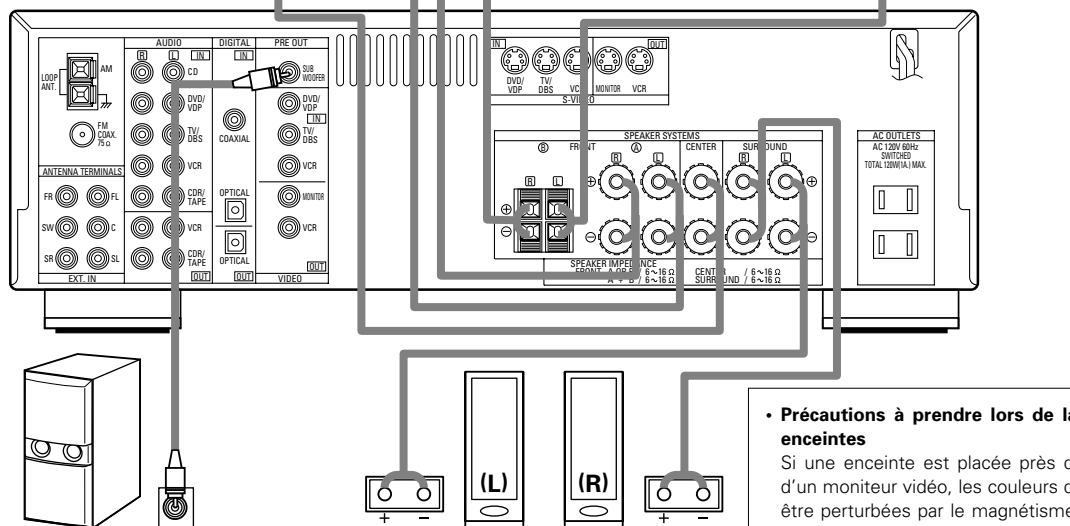 AUDIO DIGITAL PRE OUT
R L IN IN
LOOP ANT.
AM
FM COAX. 75Ω
ANTENNA TERMINALS
FR FL
SW C
SR SL
EXT. IN
CD
DVD/ VDP
TV/ DBS
VCR
CDR/ TAPE
VCR
CDR/ TAPE
OUT
COAXIAL
OPTICAL
OPTICAL
OUT
SUB WOOFER
DVD/ VDP
IN
TV/ DBS
VCR
MONITOR
VCR
OUT
VIDEO
IN OUT
DVD/ VDP TV/ DBS VCR MONITOR VCR
S-VIDEO
SPEAKER SYSTEMS
B FRONT A CENTER SURROUND
R L R L R L
+ + +
− − −
SPEAKER IMPEDANCE
FRONT A OR B / 6~16 Ω CENTER / 6~16 Ω
A + B / 6~16 Ω SURROUND / 6~16 Ω
AC OUTLETS
AC 120V 60Hz
SWITCHED
TOTAL 120W(1A.) MAX.
(L) (R)
+ − + −
• Précautions à prendre lors de la
enceintes
Si une enceinte est placée près d
d'un moniteur vidéo, les couleurs d
être perturbées par le magnétisme